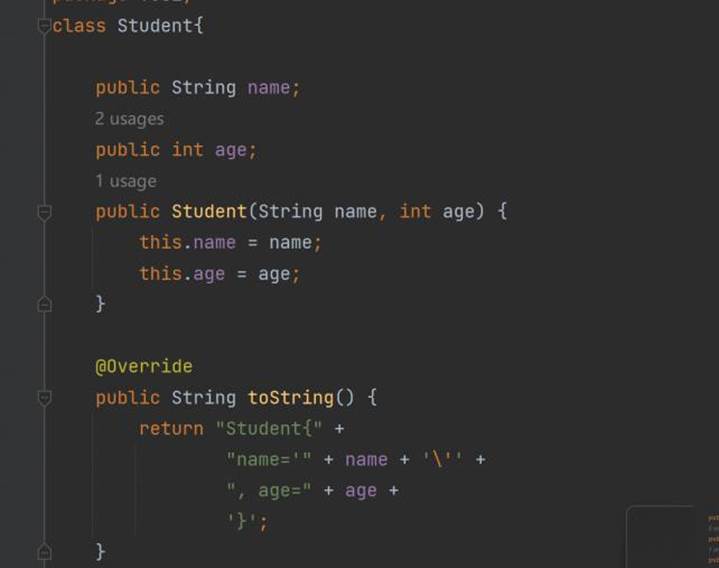 class Student{
public String name;
2 usages
public int age;
1 usage
public Student(String name, int age) {
this.name = name;
this.age = age;
}
@Override
public String toString() {
return "Student{" +
"name='" + name + '\'' +
", age=" + age +
'}';
}